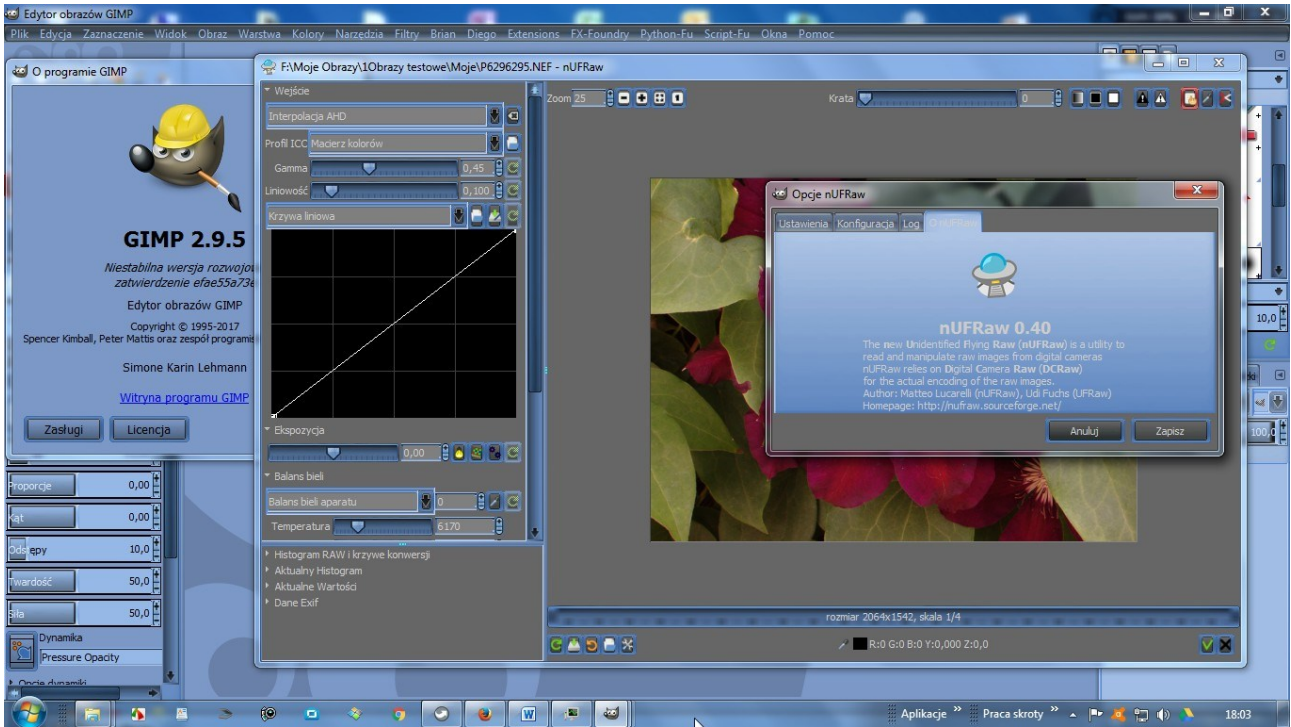 Edytor obrazów GIMP
Plik Edycja Zaznaczenie Widok Obraz Warstwa Kolory Narzędzia Filtry Brian Diego Extensions FX-Foundry Python-Fu Script-Fu Okna Pomoc
O programie GIMP
GIMP 2.9.5
Niestabilna wersja
zatwierdzenie
Edytor obrazów GIMP
Copyright © 1995-2017
Spencer Kimball, Peter Mattis oraz zespół
Simone Karin Lehmann
Witryna programu GIMP
Zasługi Licencja
Proporcje 0,00
Kąt 0,00
10,0
Twardość 50,0
Siła 50,0
Dynamika
Pressure Opacity
Opcje dynamiki
F:\Moje Obrazy\1Obrazy testowe\Moje\P6296295.NEF - nUFRaw
Wejście
Interpolacja AHD
Profil ICC Macierz kolorów
Gamma 0,45
Liniowość 0,100
Krzywa liniowa
Ekspozycja
0,00
Balans bieli
Balans bieli aparatu 0
Temperatura 6170
Histogram RAW i krzywe konwersji
Aktualny Histogram
Aktualne Wartości
Dane Exif
Zoom 25
Krata 0
Opcje nUFRaw
Ustawienia Konfiguracja Log O nUFRaw
nUFRaw 0.40
The new Unidentified Flying Raw (nUFRaw) is a utility to
read and manipulate raw images from digital cameras
nUFRaw relies on Digital Camera Raw (DCRaw)
for the actual encoding of the raw images.
Author: Matteo Lucarelli (nUFRaw), Udi Fuchs (UFRaw)
Homepage: http://nufraw.sourceforge.net/
Anuluj Zapisz
rozmiar 2064x1542, skala 1/4
R:0 G:0 B:0 Y:0,000 Z:0,0
10,0
100,0
Aplikacje » Praca skroty » 18:03